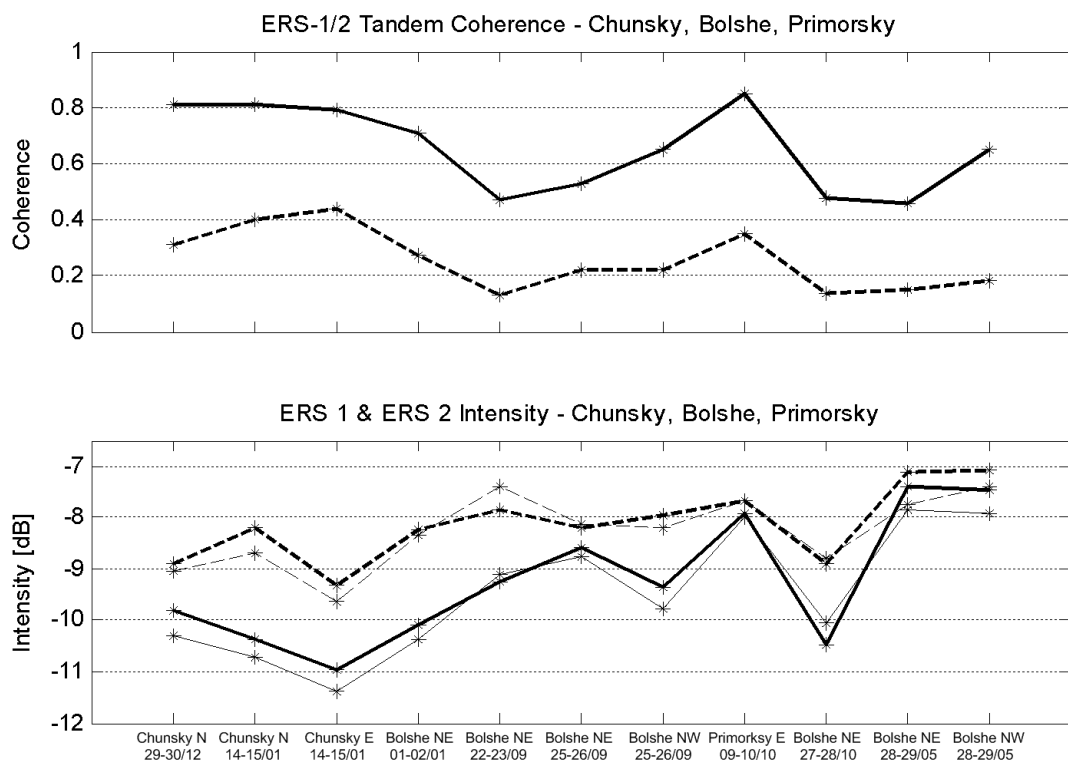 ERS-1/2 Tandem Coherence - Chunsky, Bolshe, Primorsky
1
0.8
0.6
0.4
0.2
0
Coherence
ERS 1 & ERS 2 Intensity - Chunsky, Bolshe, Primorsky
-7
-8
-9
-10
-11
-12
Intensity [dB]
Chunsky N Chunsky N Chunsky E Bolshe NE Bolshe NE Bolshe NE Bolshe NW Primorksy E Bolshe NE Bolshe NE Bolshe NW
29-30/12 14-15/01 14-15/01 01-02/01 22-23/09 25-26/09 25-26/09 09-10/10 27-28/10 28-29/05 28-29/05